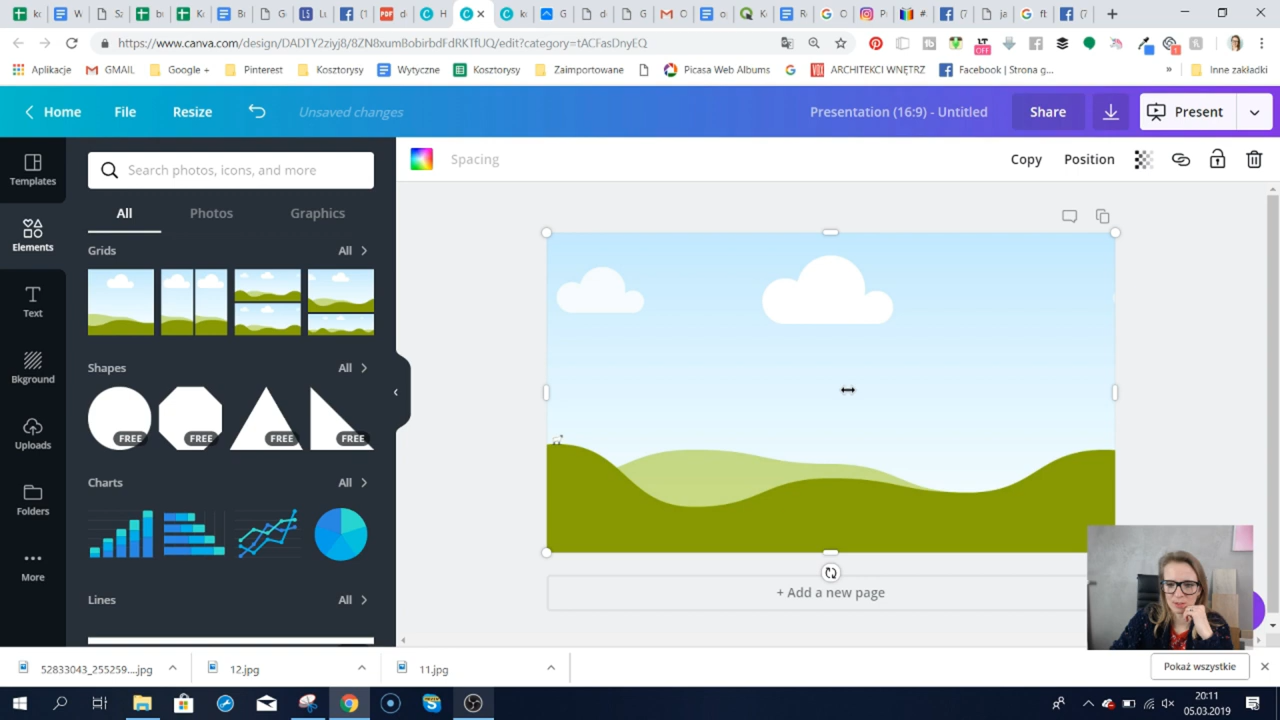 https://www.canva.com/design/DADTY2ziyj8/8ZN8xumBobirbdFdRKTfUQ/edit?category=tACFasDnyEQ
Aplikacje GMAIL Google + Pinterest Kosztorysy Wytyczne Kosztorysy Zaimportowane Picasa Web Albums ARCHITEKCI WNĘTRZ Facebook | Strona g... » Inne zakładki
Home File Resize Unsaved changes Presentation (16:9) - Untitled Share Present
Templates
Elements
Text
Bkground
Uploads
Folders
More
Search photos, icons, and more
All Photos Graphics
Grids All
Shapes All
FREE FREE FREE FREE
Charts All
Lines All
Spacing Copy Position
+ Add a new page
52833043_255259....jpg 12.jpg 11.jpg Pokaż wszystkie
20:11
05.03.2019